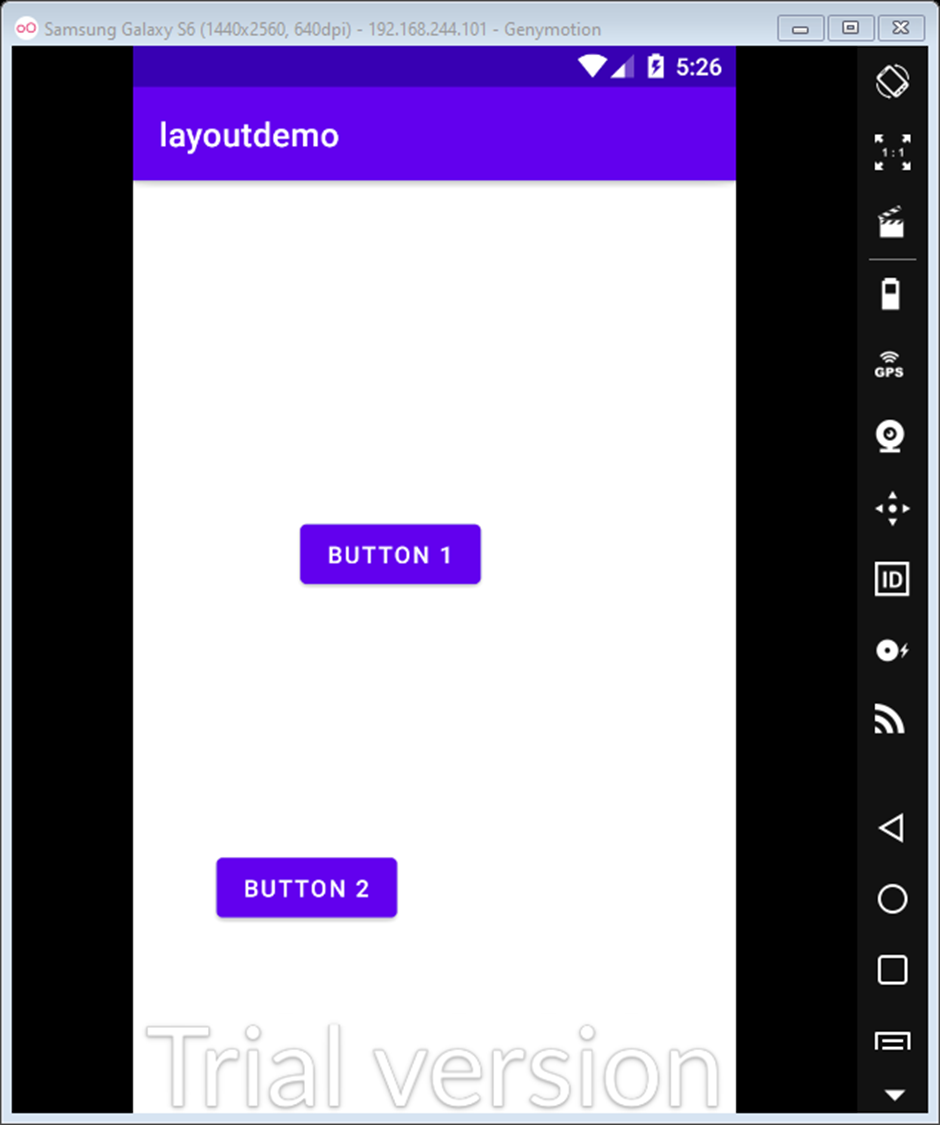 Samsung Galaxy S6 (1440x2560, 640dpi) - 192.168.244.101 - Genymotion
5:26
layoutdemo
1:1
GPS
BUTTON 1
ID
BUTTON 2
Trial version